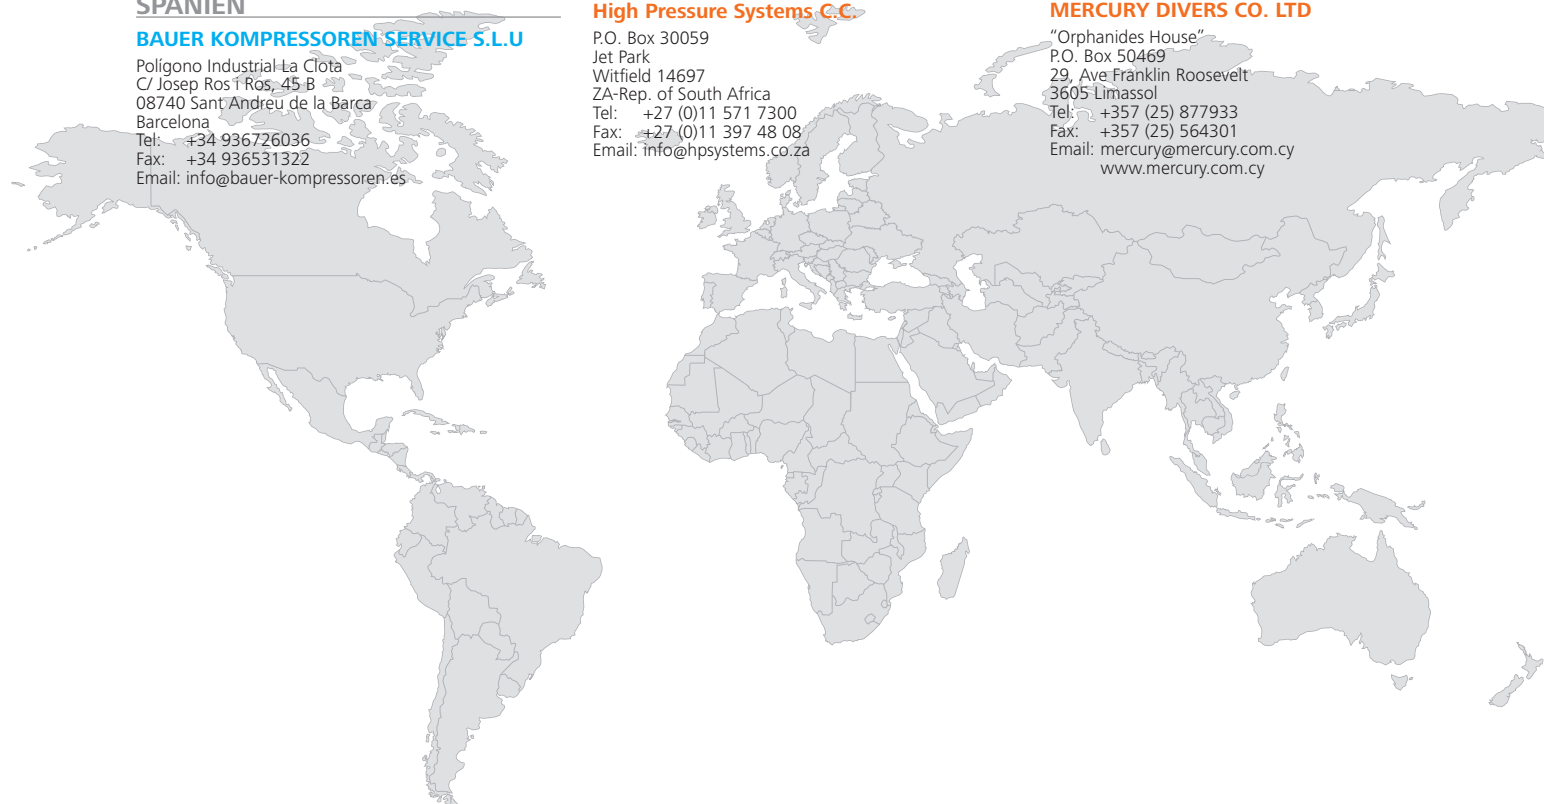 SPANIEN
BAUER KOMPRESSOREN SERVICE S.L.U
Polígono Industrial La Clota
C/ Josep Ros i Ros, 45 B
08740 Sant Andreu de la Barca
Barcelona
Tel: +34 936726036
Fax: +34 936531322
Email: info@bauer-kompressoren.es
High Pressure Systems C.C.
P.O. Box 30059
Jet Park
Witfield 14697
ZA-Rep. of South Africa
Tel: +27 (0)11 571 7300
Fax: +27 (0)11 397 48 08
Email: info@hpsystems.co.za
MERCURY DIVERS CO. LTD
“Orphanides House”
P.O. Box 50469
29, Ave Franklin Roosevelt
3605 Limassol
Tel: +357 (25) 877933
Fax: +357 (25) 564301
Email: mercury@mercury.com.cy
www.mercury.com.cy